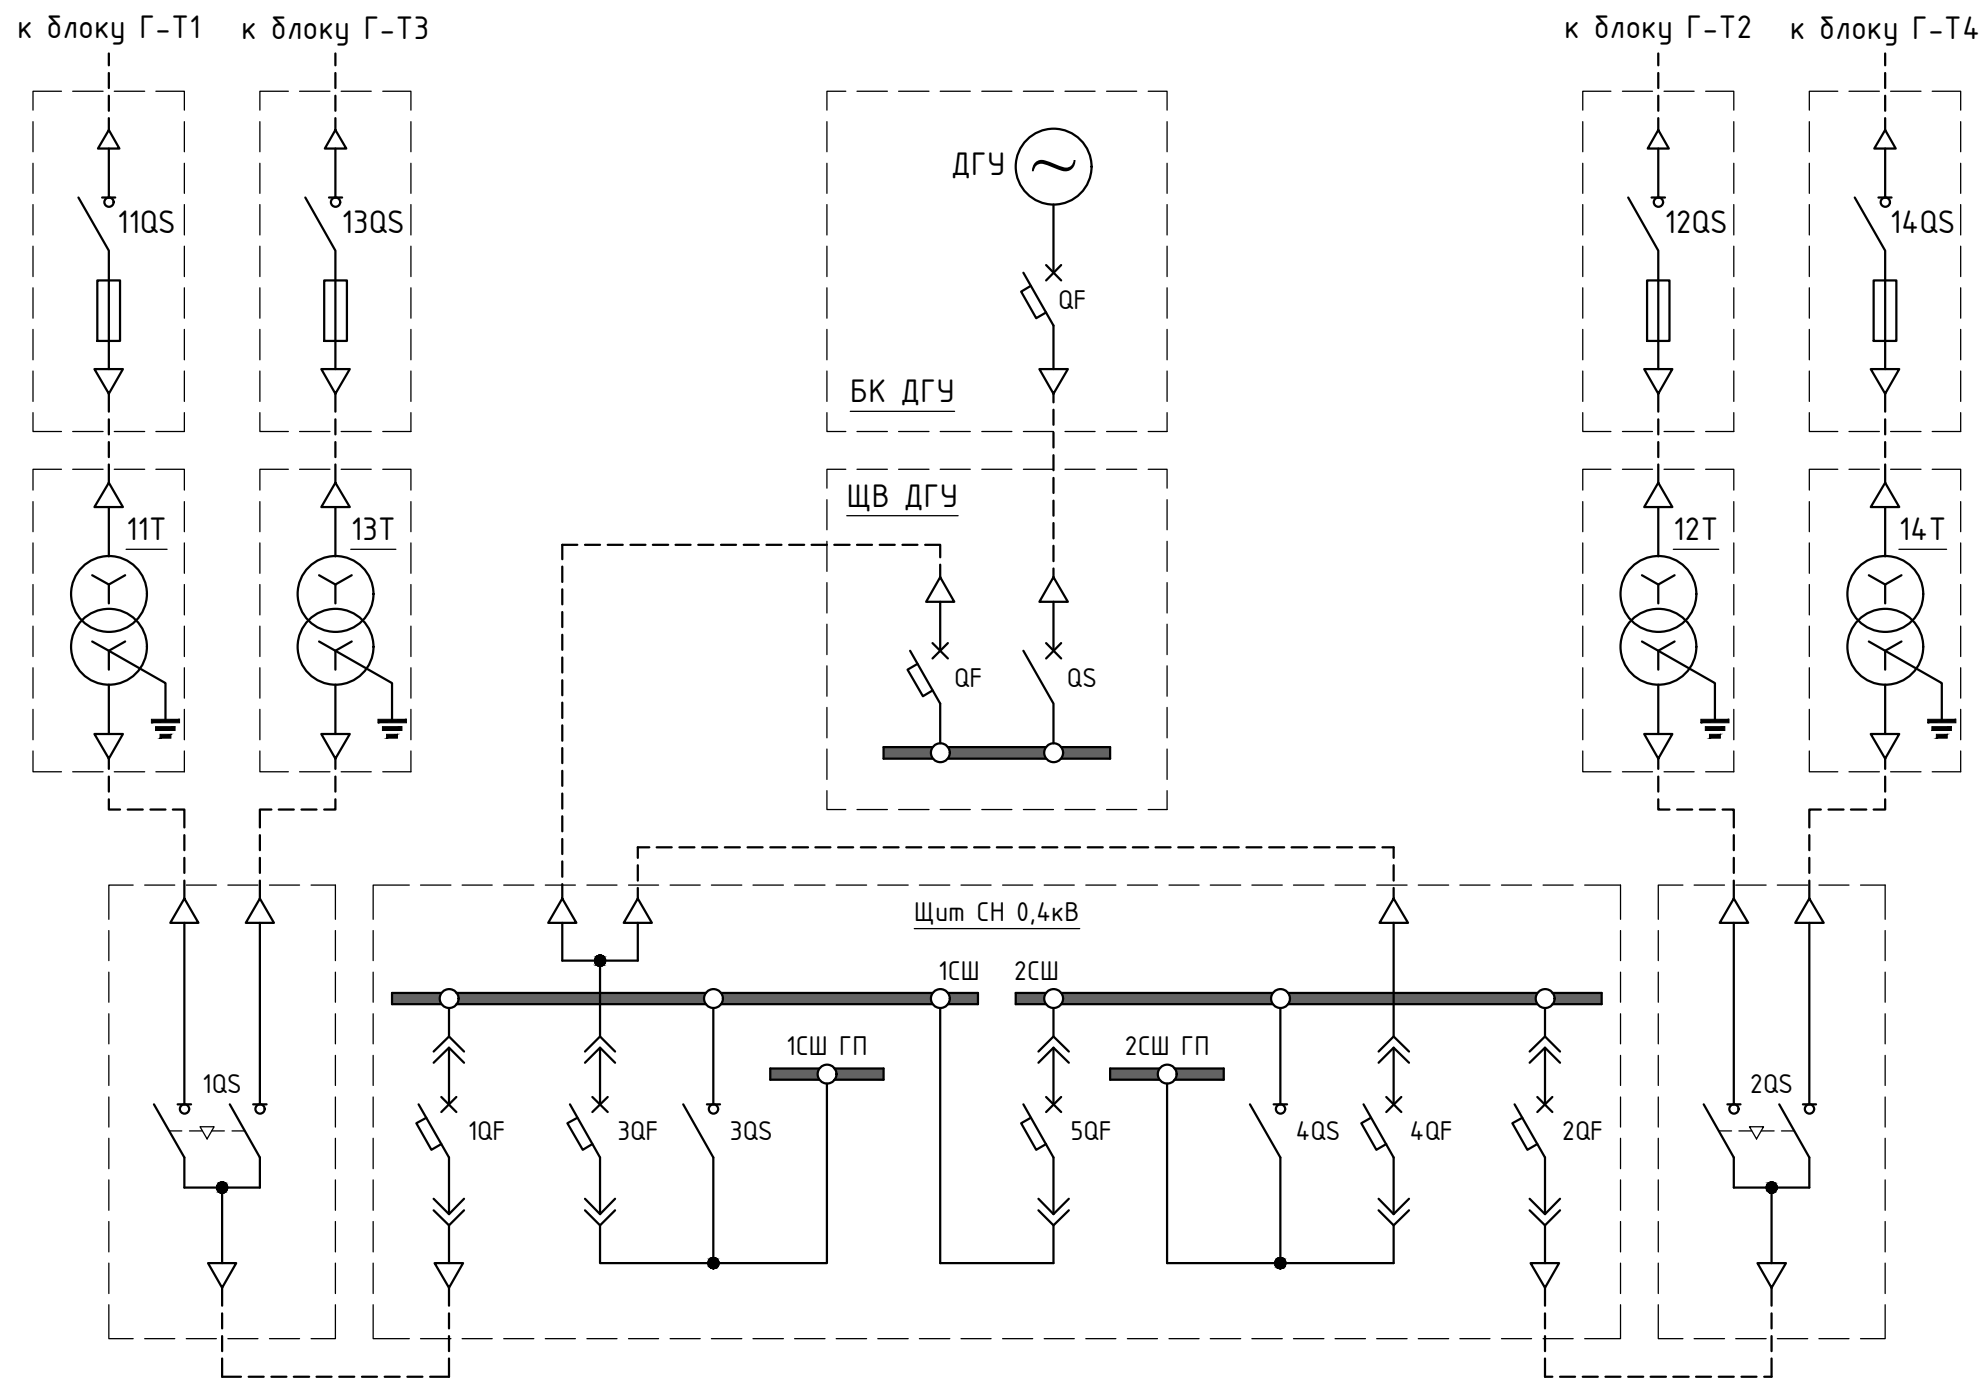 к блоку Г-Т1
к блоку Г-Т3
к блоку Г-Т2
к блоку Г-Т4
ДГУ
11QS
13QS
12QS
14QS
QF
БК ДГУ
ЩВ ДГУ
11Т
13Т
12Т
14Т
QF
QS
Щит СН 0,4кВ
1СШ
2СШ
1СШ ГП
2СШ ГП
1QS
2QS
1QF
3QF
3QS
5QF
4QS
4QF
2QF